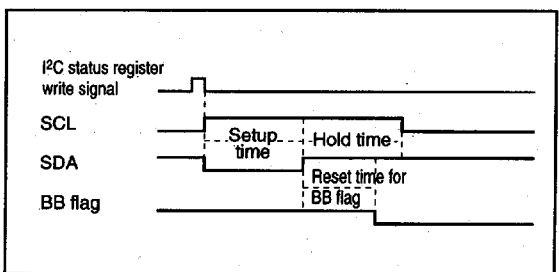 I²C status register
write signal
SCL
Setup
time
Hold time
SDA
Reset time for
BB flag
BB flag